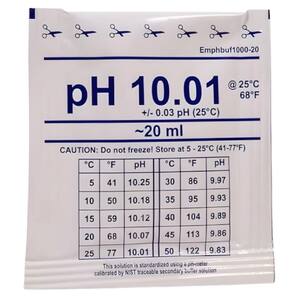 Emphbuf1000-20
pH 10.01 @ 25°C
68°F
+/- 0.03 pH (25°C)
~20 ml
CAUTION: Do not freeze! Store at 5 - 25°C (41-77°F)
°C °F pH °C °F pH
5 41 10.25 30 86 9.97
10 50 10.18 35 95 9.93
15 59 10.12 40 104 9.89
20 68 10.07 45 113 9.86
25 77 10.01 50 122 9.83
This solution is standardized using a pH-meter
calibrated by NIST traceable secondary buffer solution